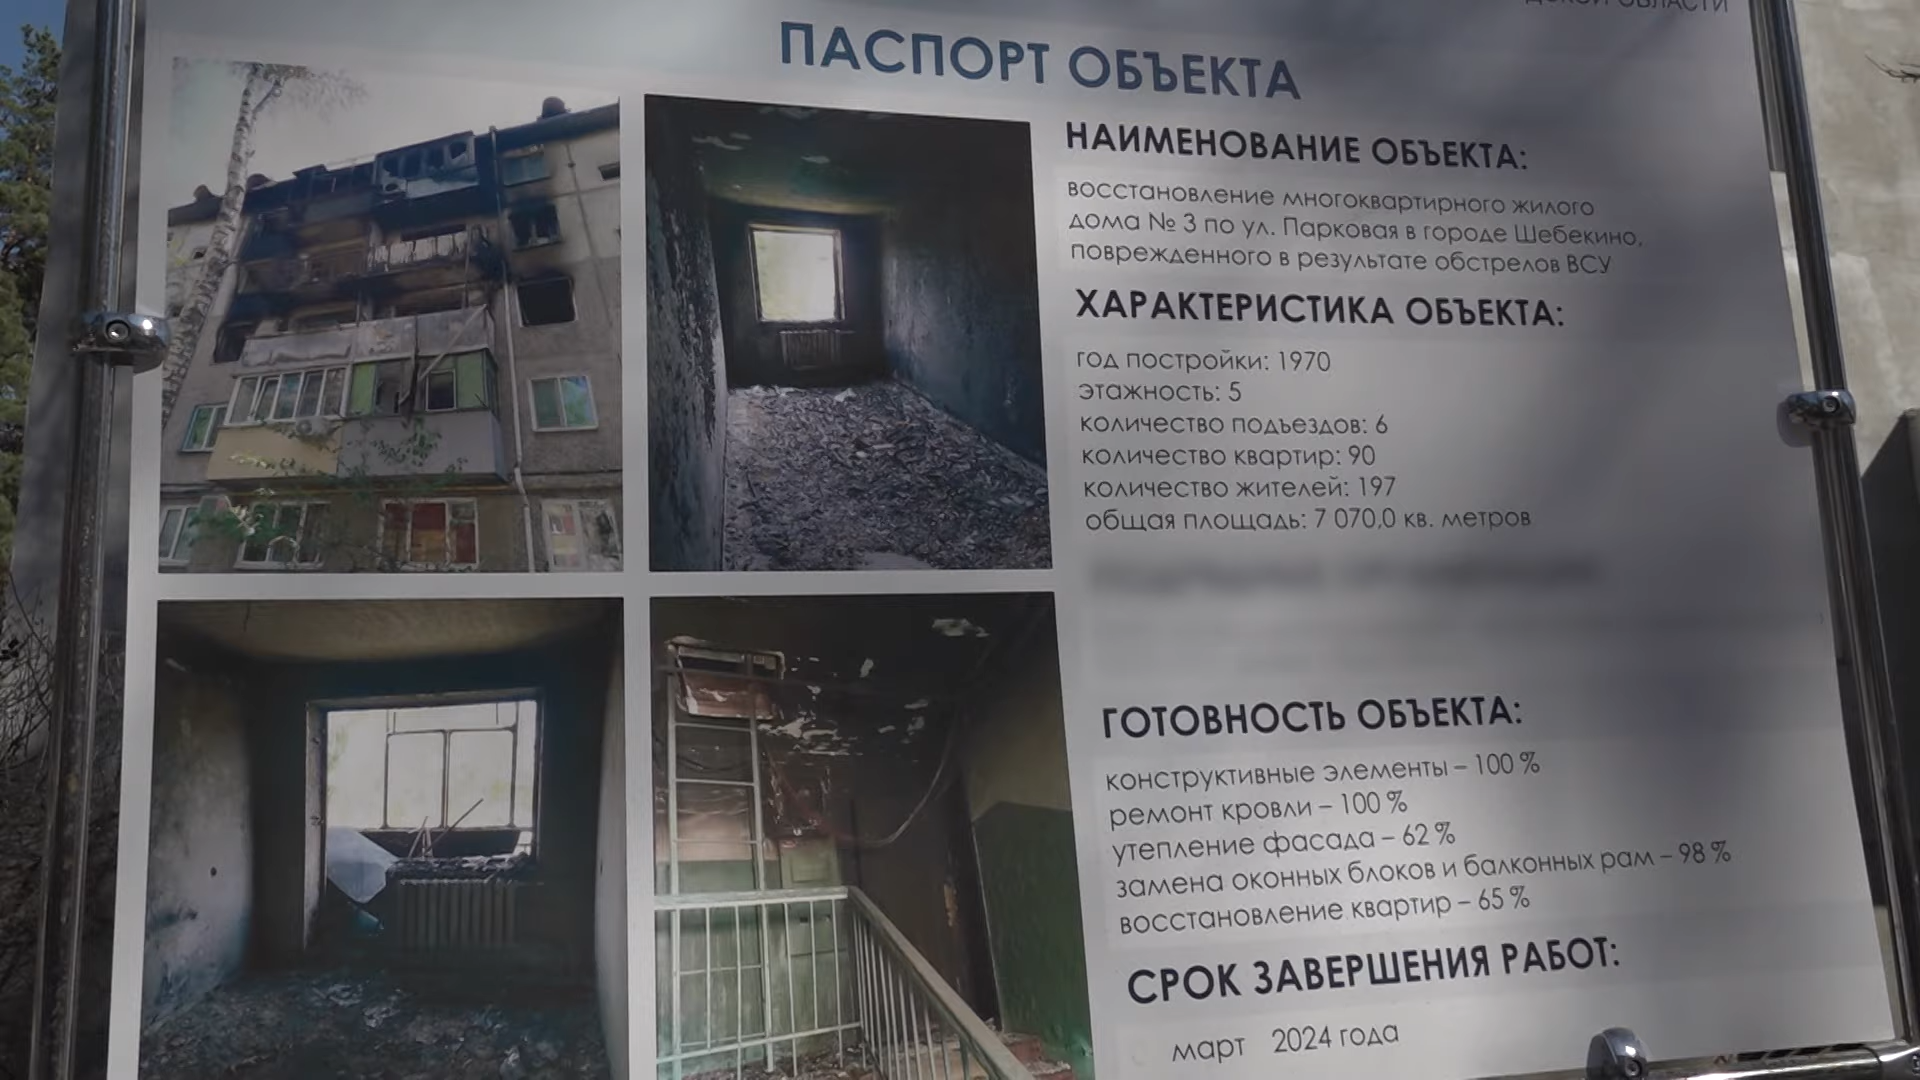 ПАСПОРТ ОБЪЕКТА
НАИМЕНОВАНИЕ ОБЪЕКТА:
восстановление многоквартирного жилого
дома № 3 по ул. Парковая в городе Шебекино,
поврежденного в результате обстрелов ВСУ
ХАРАКТЕРИСТИКА ОБЪЕКТА:
год постройки: 1970
этажность: 5
количество подъездов: 6
количество квартир: 90
количество жителей: 197
общая площадь: 7 070,0 кв. метров
ГОТОВНОСТЬ ОБЪЕКТА:
конструктивные элементы – 100 %
ремонт кровли – 100 %
утепление фасада – 62 %
замена оконных блоков и балконных рам – 98 %
восстановление квартир – 65 %
СРОК ЗАВЕРШЕНИЯ РАБОТ:
март 2024 года